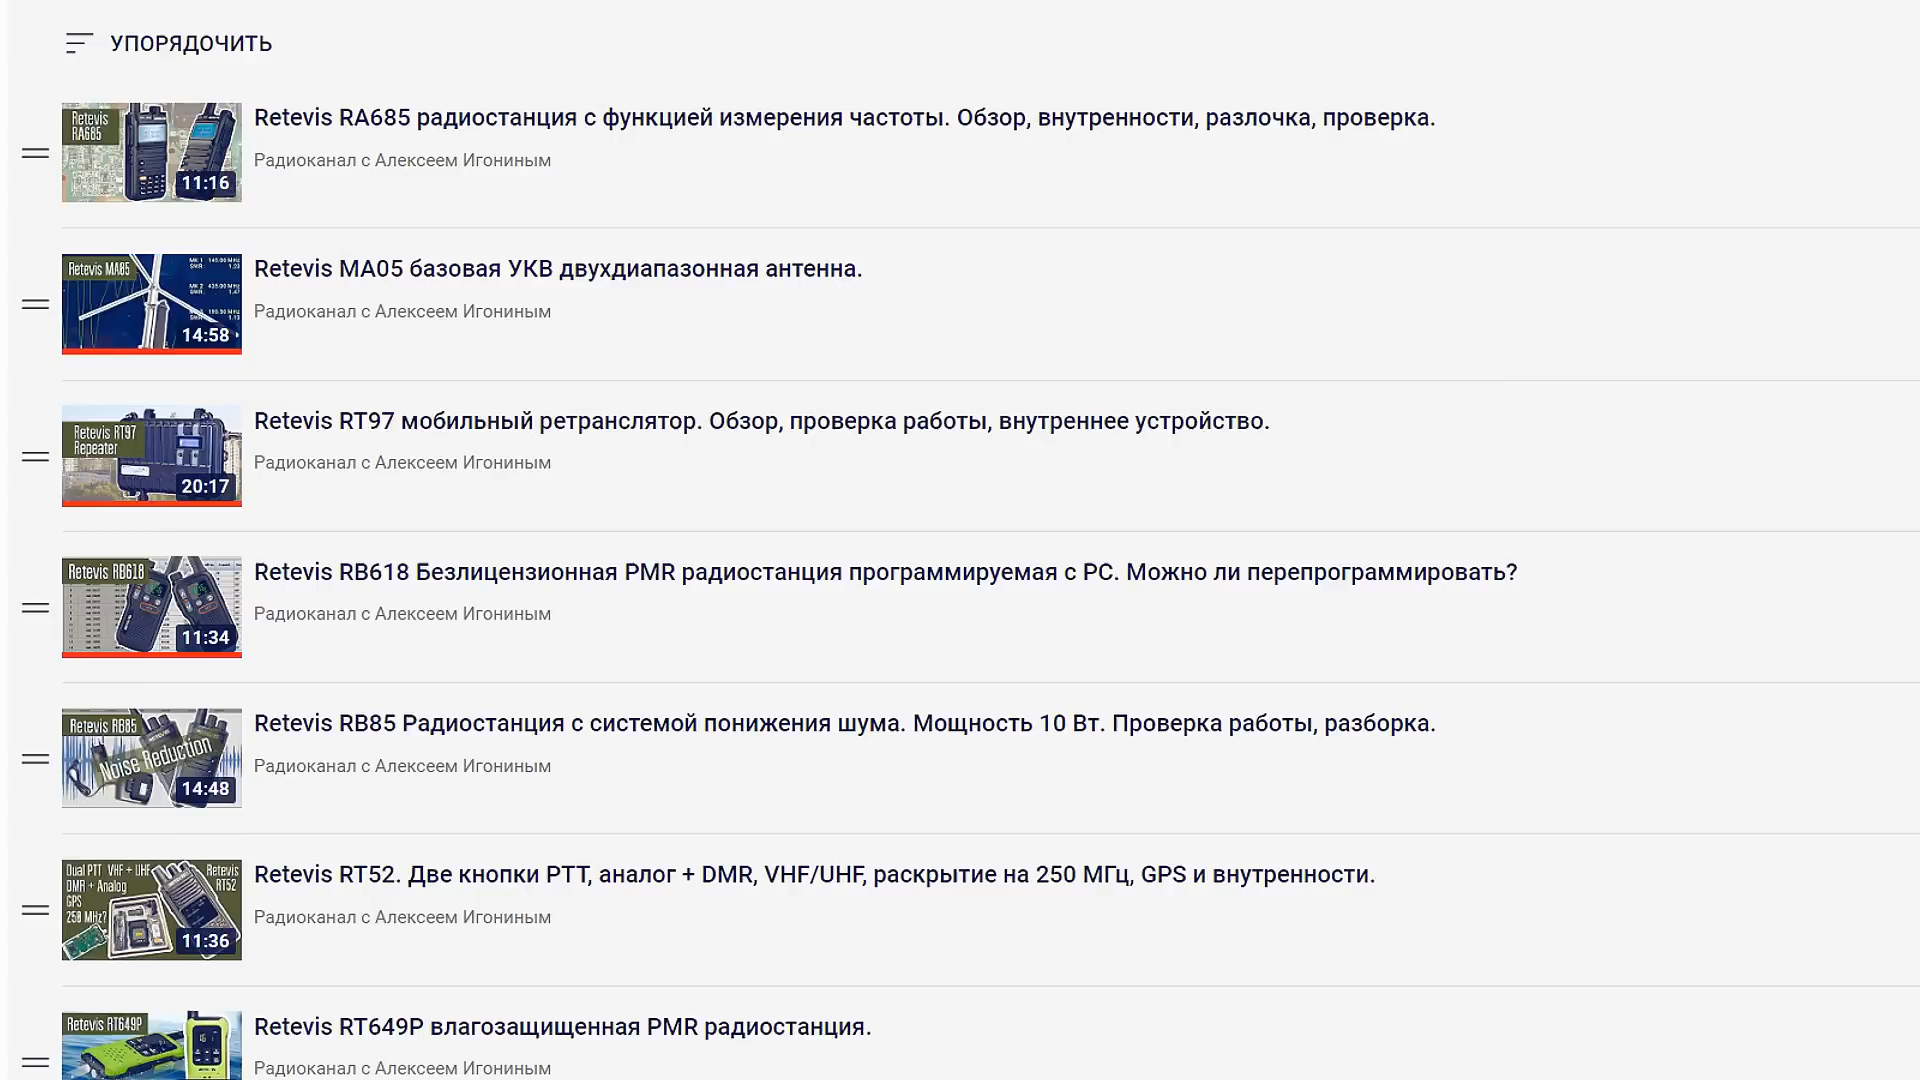 УПОРЯДОЧИТЬ
Retevis
RA685
11:16
Retevis RA685 радиостанция с функцией измерения частоты. Обзор, внутренности, разлочка, проверка.
Радиоканал с Алексеем Игониным
Retevis MA05
14:58
Retevis MA05 базовая УКВ двухдиапазонная антенна.
Радиоканал с Алексеем Игониным
Retevis RT97
Repeater
20:17
Retevis RT97 мобильный ретранслятор. Обзор, проверка работы, внутреннее устройство.
Радиоканал с Алексеем Игониным
Retevis RB618
11:34
Retevis RB618 Безлицензионная PMR радиостанция программируемая с PC. Можно ли перепрограммировать?
Радиоканал с Алексеем Игониным
Retevis RB85
Noise Reduction
14:48
Retevis RB85 Радиостанция с системой понижения шума. Мощность 10 Вт. Проверка работы, разборка.
Радиоканал с Алексеем Игониным
Dual PTT VHF + UHF
DMR + Analog
GPS
250 MHz?
Retevis
RT52
11:36
Retevis RT52. Две кнопки PTT, аналог + DMR, VHF/UHF, раскрытие на 250 МГц, GPS и внутренности.
Радиоканал с Алексеем Игониным
Retevis RT649P
Retevis RT649P влагозащищенная PMR радиостанция.
Радиоканал с Алексеем Игониным